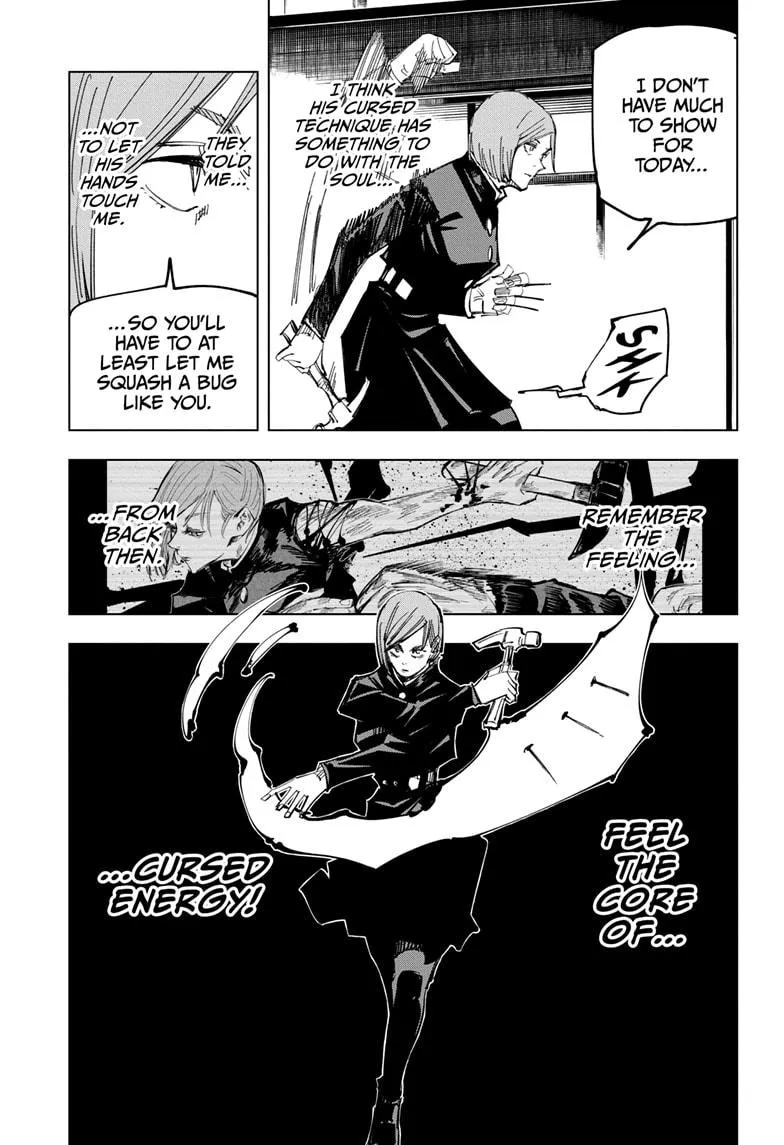 I DON'T
HAVE MUCH
TO SHOW
FOR
TODAY...
I THINK
HIS CURSED
TECHNIQUE HAS
SOMETHING TO
DO WITH THE
SOUL...
SHK
THEY
TOLD
ME...
...NOT
TO LET
HIS
HANDS
TOUCH
ME.
...SO YOU'LL
HAVE TO AT
LEAST LET ME
SQUASH A BUG
LIKE YOU.
REMEMBER
THE
FEELING...
...FROM
BACK
THEN.
FEEL
THE
CORE
OF...
...CURSED
ENERGY!